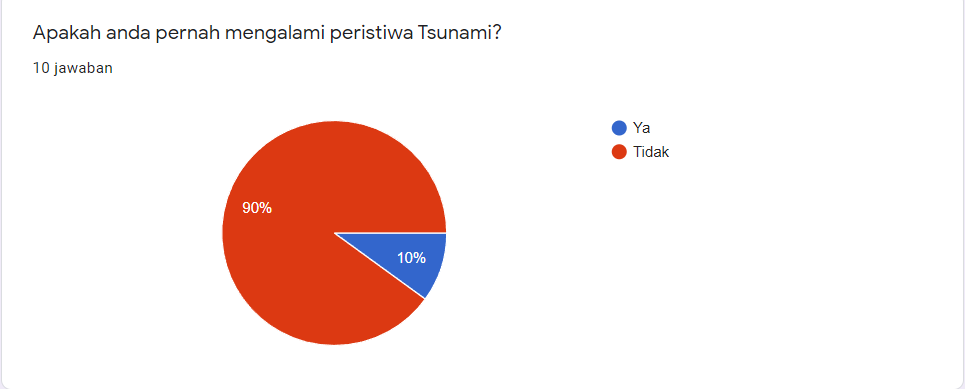 Apakah anda pernah mengalami peristiwa Tsunami?
10 jawaban
Ya
Tidak
90%
10%